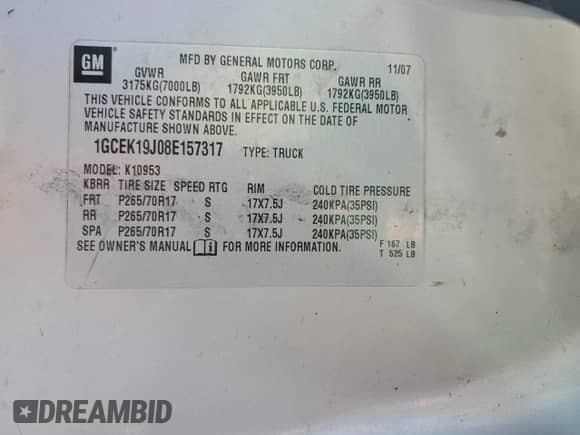 GM
MFD BY GENERAL MOTORS CORP. 11/07
GVWR GAWR FRT GAWR RR
3175KG(7000LB) 1792KG(3950LB) 1792KG(3950LB)
THIS VEHICLE CONFORMS TO ALL APPLICABLE U.S. FEDERAL MOTOR
VEHICLE SAFETY STANDARDS IN EFFECT ON THE DATE OF
MANUFACTURE SHOWN ABOVE.
1GCEK19J08E157317 TYPE: TRUCK
MODEL: K10953
KBRR TIRE SIZE SPEED RTG RIM COLD TIRE PRESSURE
FRT P265/70R17 S 17X7.5J 240KPA(35PSI)
RR P265/70R17 S 17X7.5J 240KPA(35PSI)
SPA P265/70R17 S 17X7.5J 240KPA(35PSI)
SEE OWNER'S MANUAL FOR MORE INFORMATION.
F 167 LB
T 525 LB
DREAMBID